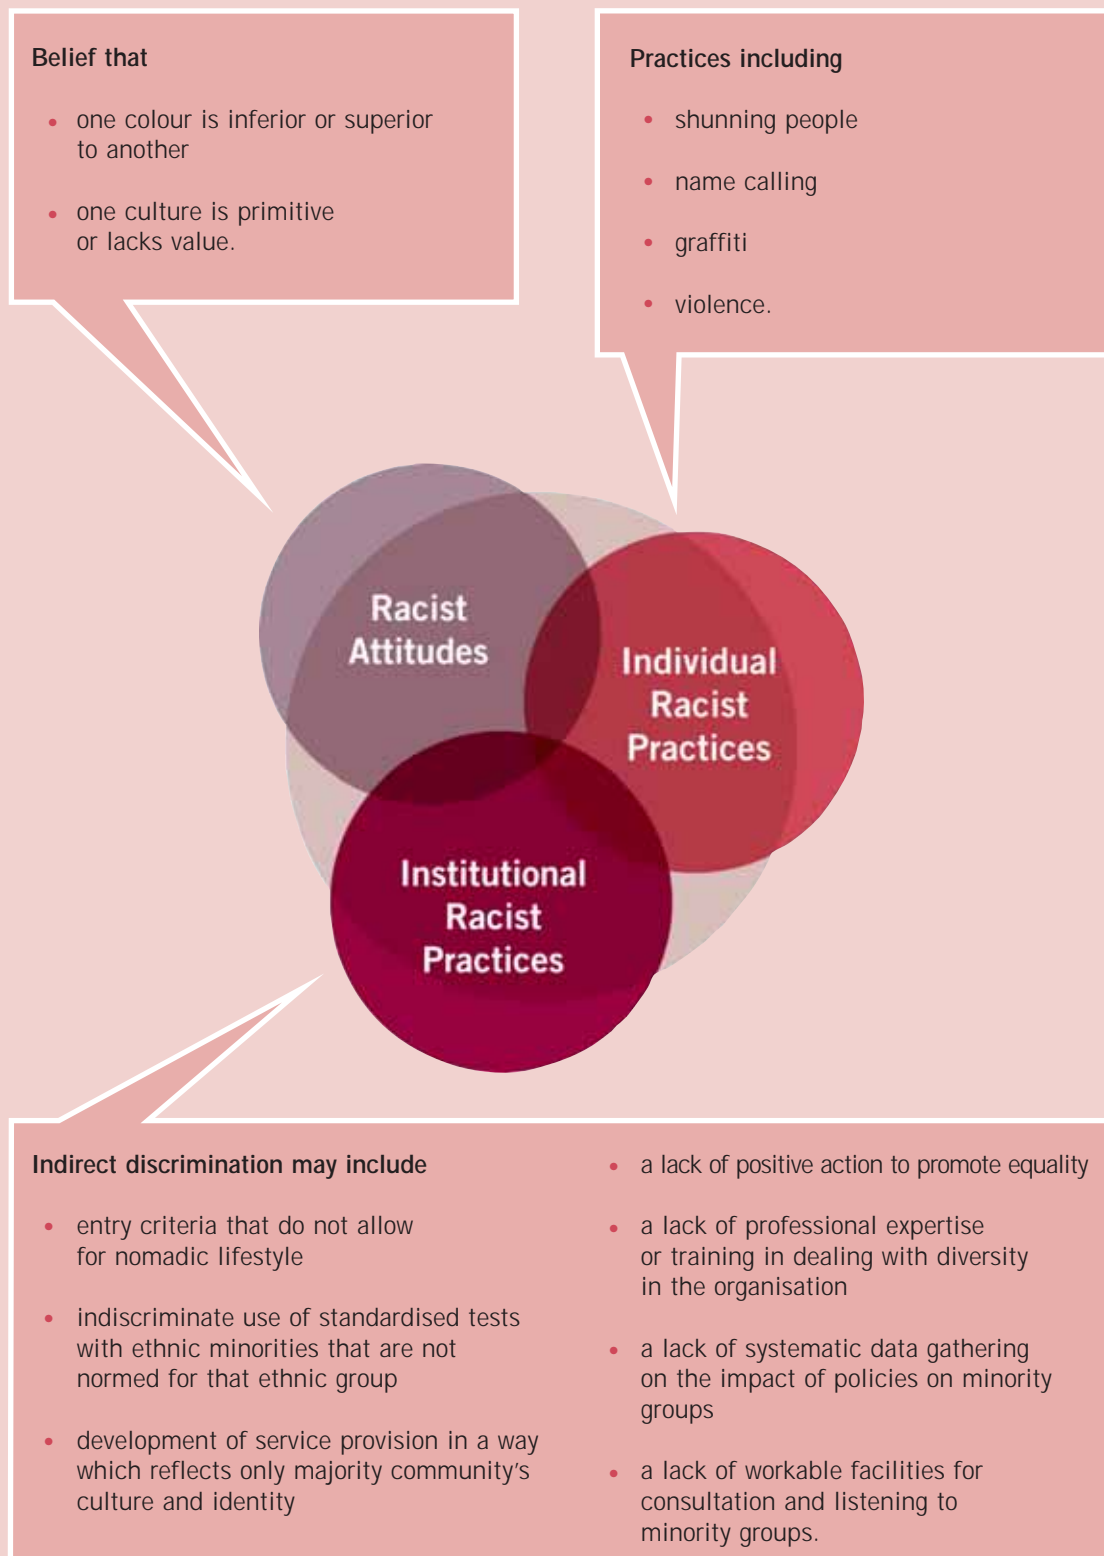 Belief that
• one colour is inferior or superior
to another
• one culture is primitive
or lacks value.
Practices including
• shunning people
• name calling
• graffiti
• violence.
Racist
Attitudes
Individual
Racist
Practices
Institutional
Racist
Practices
Indirect discrimination may include
• entry criteria that do not allow
for nomadic lifestyle
• indiscriminate use of standardised tests
with ethnic minorities that are not
normed for that ethnic group
• development of service provision in a way
which reflects only majority community's
culture and identity
• a lack of positive action to promote equality
• a lack of professional expertise
or training in dealing with diversity
in the organisation
• a lack of systematic data gathering
on the impact of policies on minority
groups
• a lack of workable facilities for
consultation and listening to
minority groups.